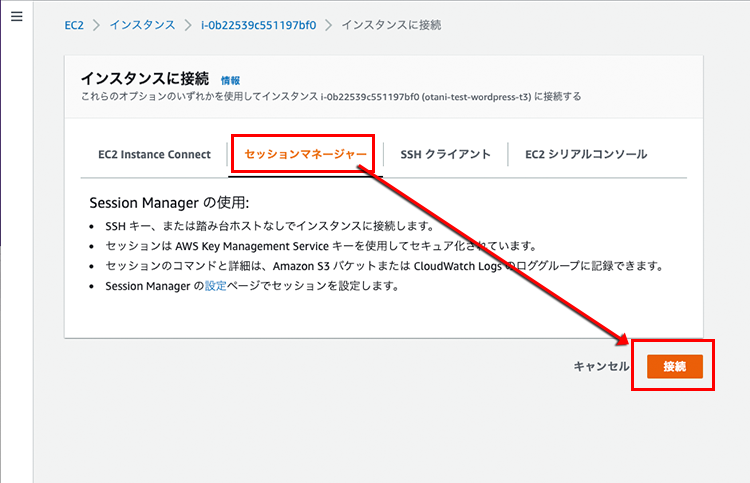 EC2 > インスタンス > i-0b22539c551197bf0 > インスタンスに接続
インスタンスに接続 情報
これらのオプションのいずれかを使用してインスタンス i-0b22539c551197bf0 (otani-test-wordpress-t3) に接続する
EC2 Instance Connect セッションマネージャー SSH クライアント EC2 シリアルコンソール
Session Manager の使用:
• SSH キー、または踏み台ホストなしでインスタンスに接続します。
• セッションは AWS Key Management Service キーを使用してセキュア化されています。
• セッションのコマンドと詳細は、Amazon S3 バケットまたは CloudWatch Logs のロググループに記録できます。
• Session Manager の設定ページでセッションを設定します。
キャンセル 接続